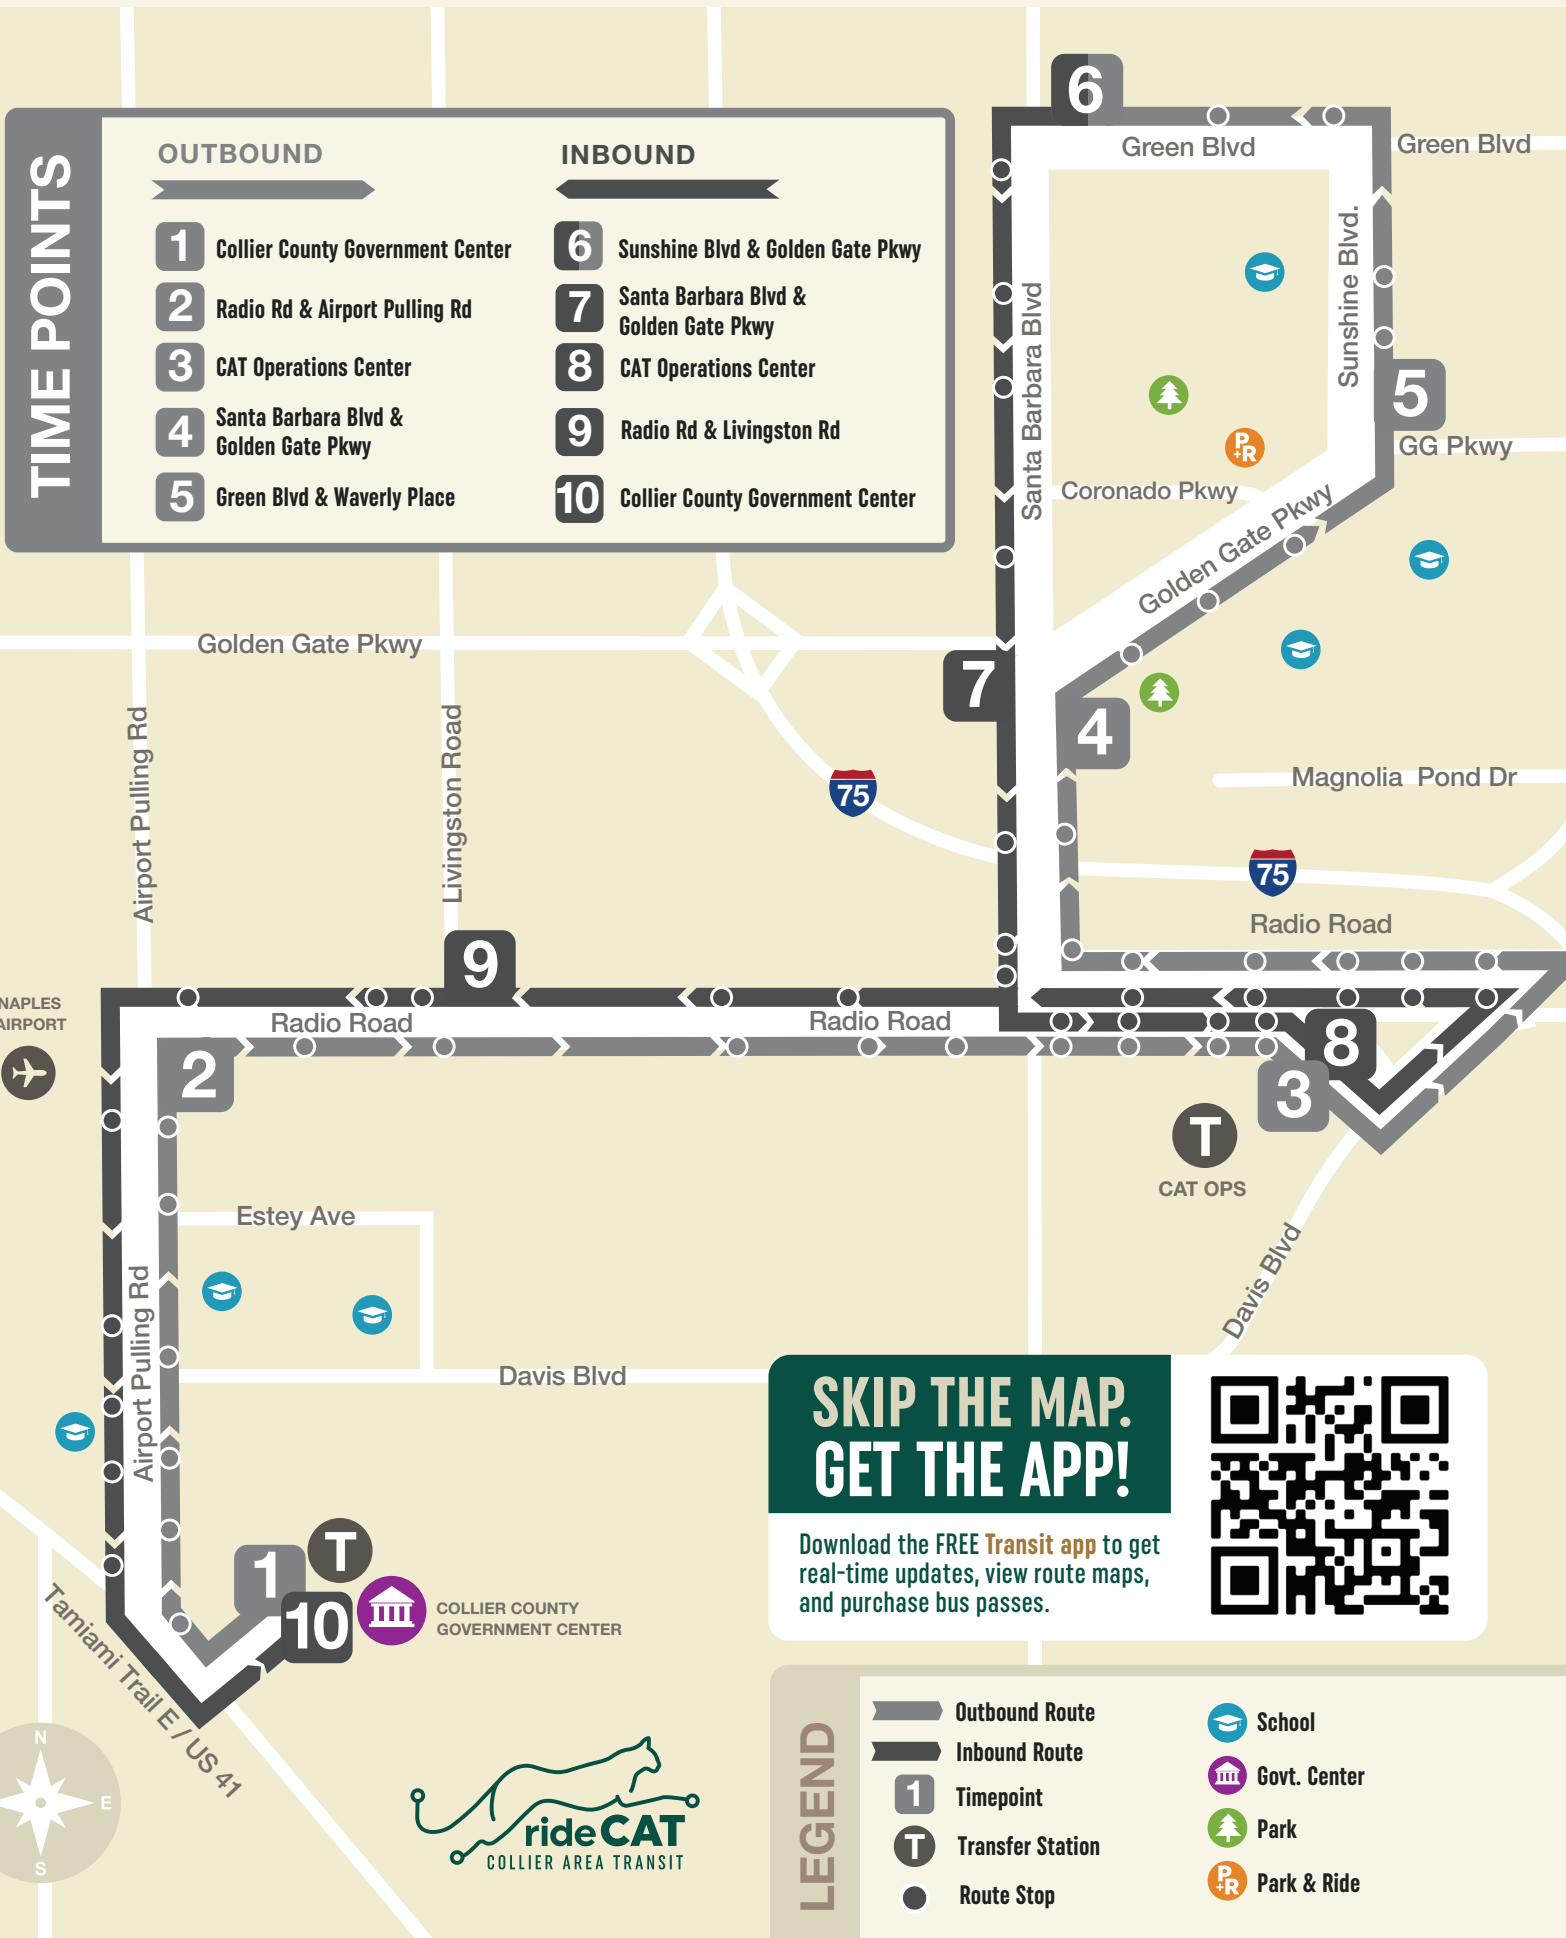 6
Green Blvd
Green Blvd
TIME POINTS
OUTBOUND
1 Collier County Government Center
2 Radio Rd & Airport Pulling Rd
3 CAT Operations Center
4 Santa Barbara Blvd &
Golden Gate Pkwy
5 Green Blvd & Waverly Place
INBOUND
6 Sunshine Blvd & Golden Gate Pkwy
7 Santa Barbara Blvd &
Golden Gate Pkwy
8 CAT Operations Center
9 Radio Rd & Livingston Rd
10 Collier County Government Center
Santa Barbara Blvd
Sunshine Blvd.
5
P+R
GG Pkwy
Coronado Pkwy
Golden Gate Pkwy
Golden Gate Pkwy
7
4
Airport Pulling Rd
Livingston Road
75
Magnolia Pond Dr
75
Radio Road
9
NAPLES
AIRPORT
Radio Road
Radio Road
2
8
3
T
CAT OPS
Estey Ave
Davis Blvd
Airport Pulling Rd
Davis Blvd
1
T
10
COLLIER COUNTY
GOVERNMENT CENTER
Tamiami Trail E / US 41
SKIP THE MAP.
GET THE APP!
Download the FREE Transit app to get
real-time updates, view route maps,
and purchase bus passes.
N
E
S
rideCAT
COLLIER AREA TRANSIT
LEGEND
Outbound Route
Inbound Route
1 Timepoint
T Transfer Station
Route Stop
School
Govt. Center
Park
P+R Park & Ride